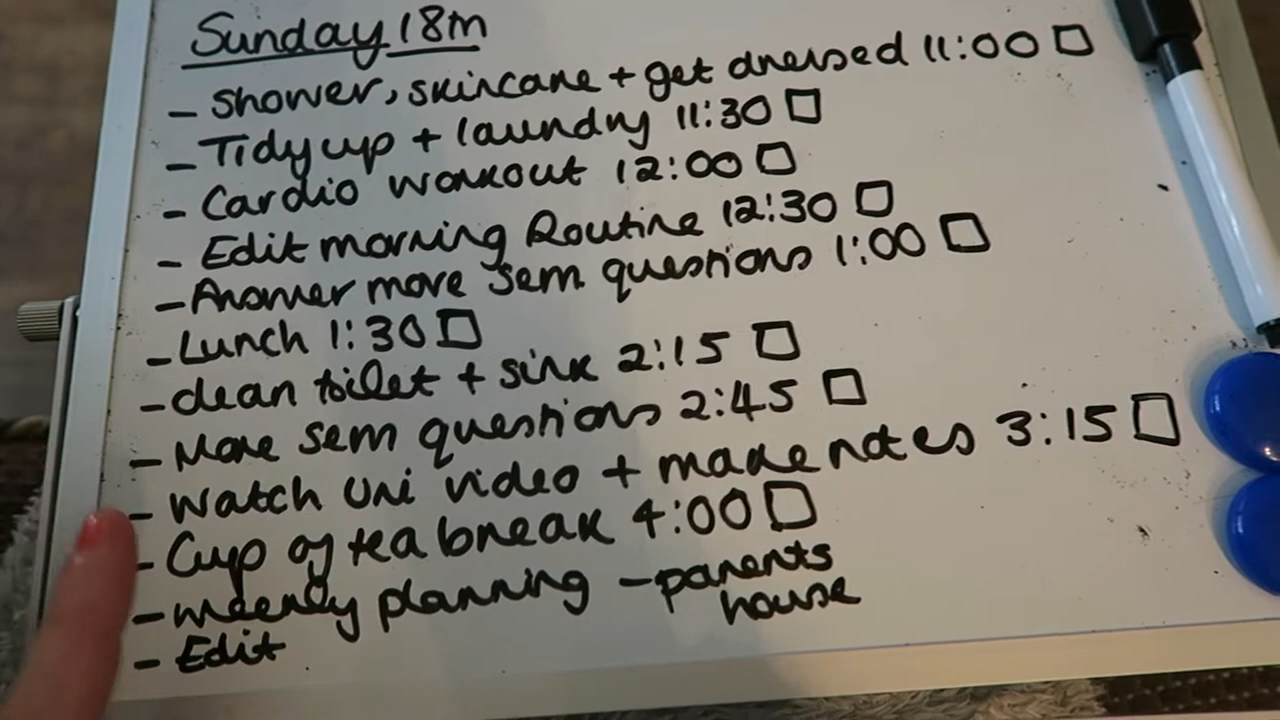 Sunday 18th
- Shower, skincare + get dressed 11:00
- Tidy up + laundry 11:30
- Cardio workout 12:00
- Edit morning Routine 12:30
- Answer more sem questions 1:00
- Lunch 1:30
- clean toilet + sink 2:15
- More sem questions 2:45
- Watch Uni video + make notes 3:15
- Cup of tea break 4:00
- Weekly planning - parents
house
- Edit